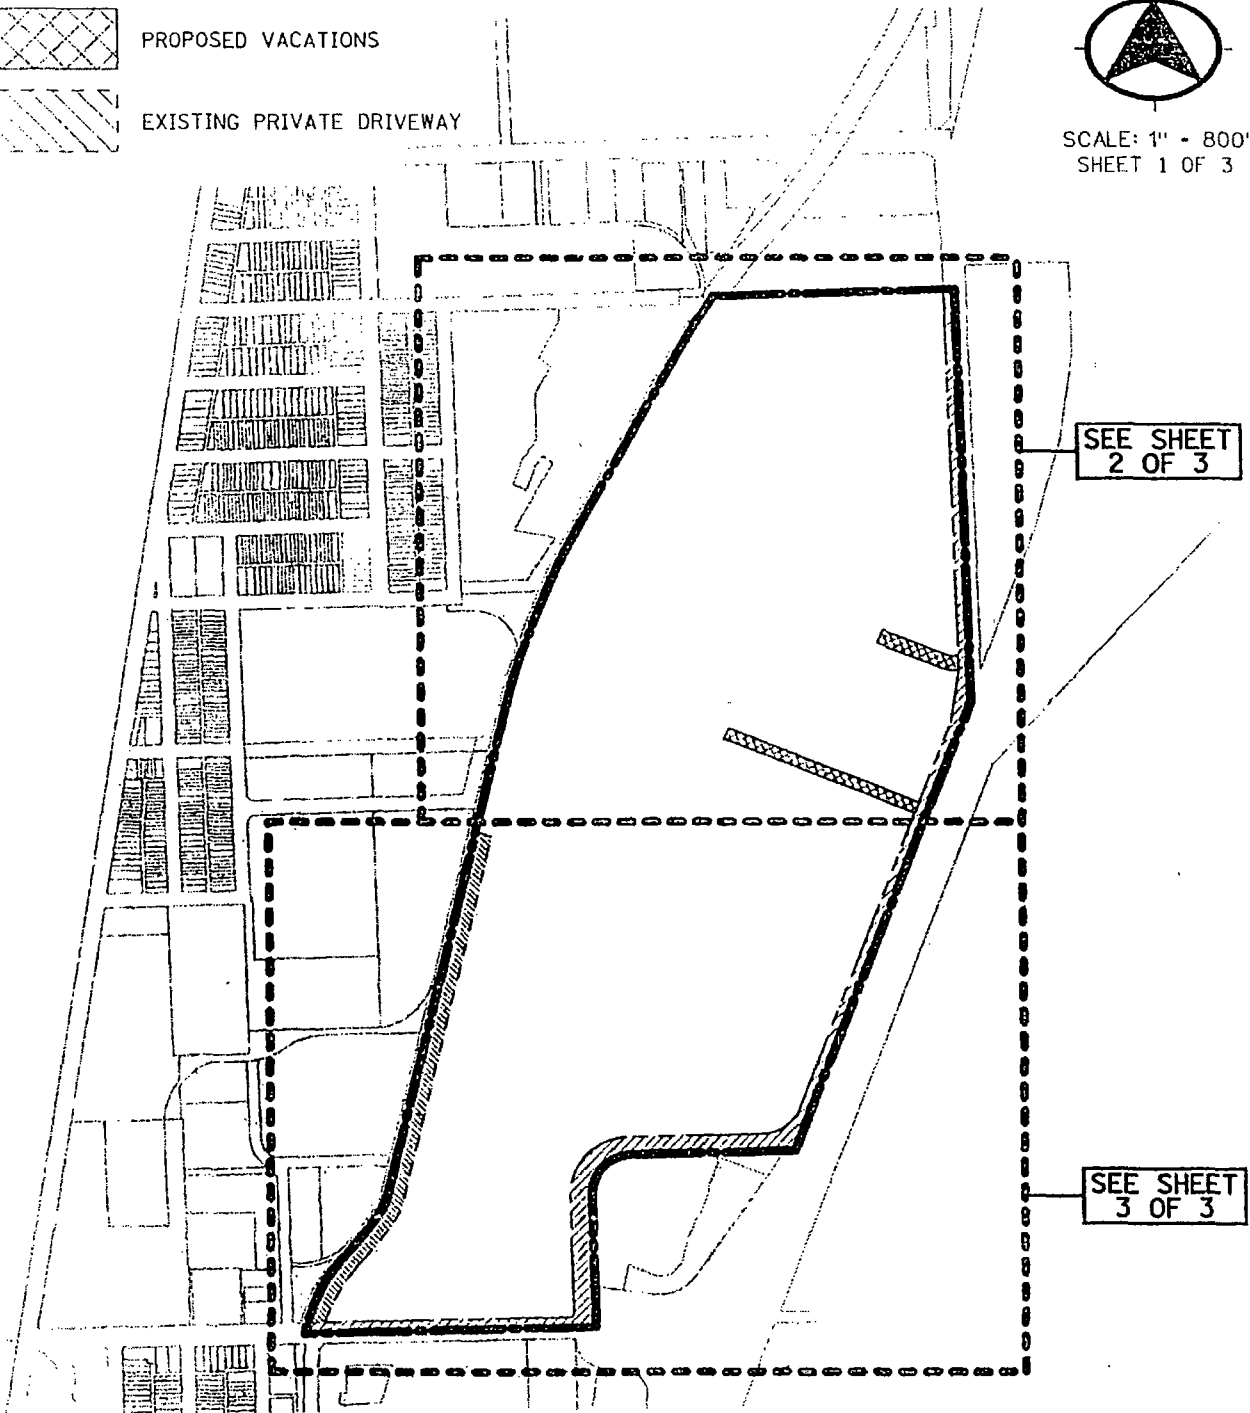 PROPOSED VACATIONS
EXISTING PRIVATE DRIVEWAY
SCALE: 1" - 800'
SHEET 1 OF 3
SEE SHEET
2 OF 3
SEE SHEET
3 OF 3